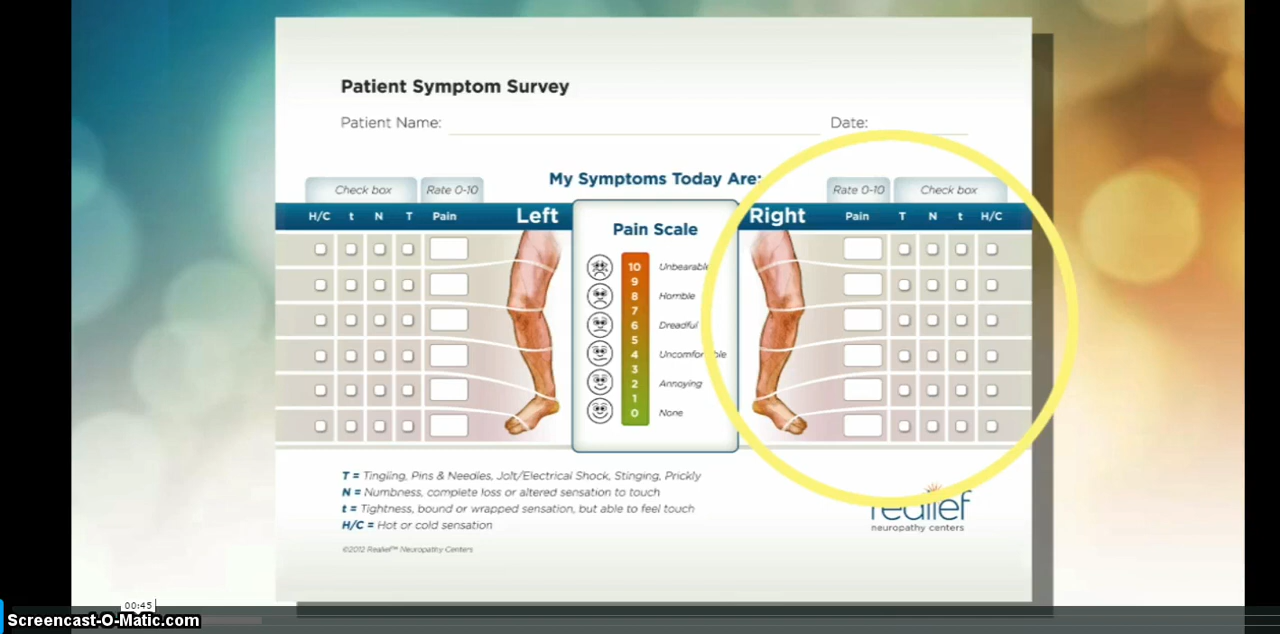 Patient Symptom Survey
Patient Name:
Date:
My Symptoms Today Are:
Check box
Rate 0-10
Rate 0-10
Check box
H/C t N T Pain Left
Right Pain T N t H/C
Pain Scale
10 Unbearable
9
8 Horrible
7
6 Dreadful
5
4 Uncomfortable
3
2 Annoying
1
0 None
T = Tingling, Pins & Needles, Jolt/Electrical Shock, Stinging, Prickly
N = Numbness, complete loss or altered sensation to touch
t = Tightness, bound or wrapped sensation, but able to feel touch
H/C = Hot or cold sensation
©2012 Realief™ Neuropathy Centers
realief
neuropathy centers
00:45
Screencast-O-Matic.com